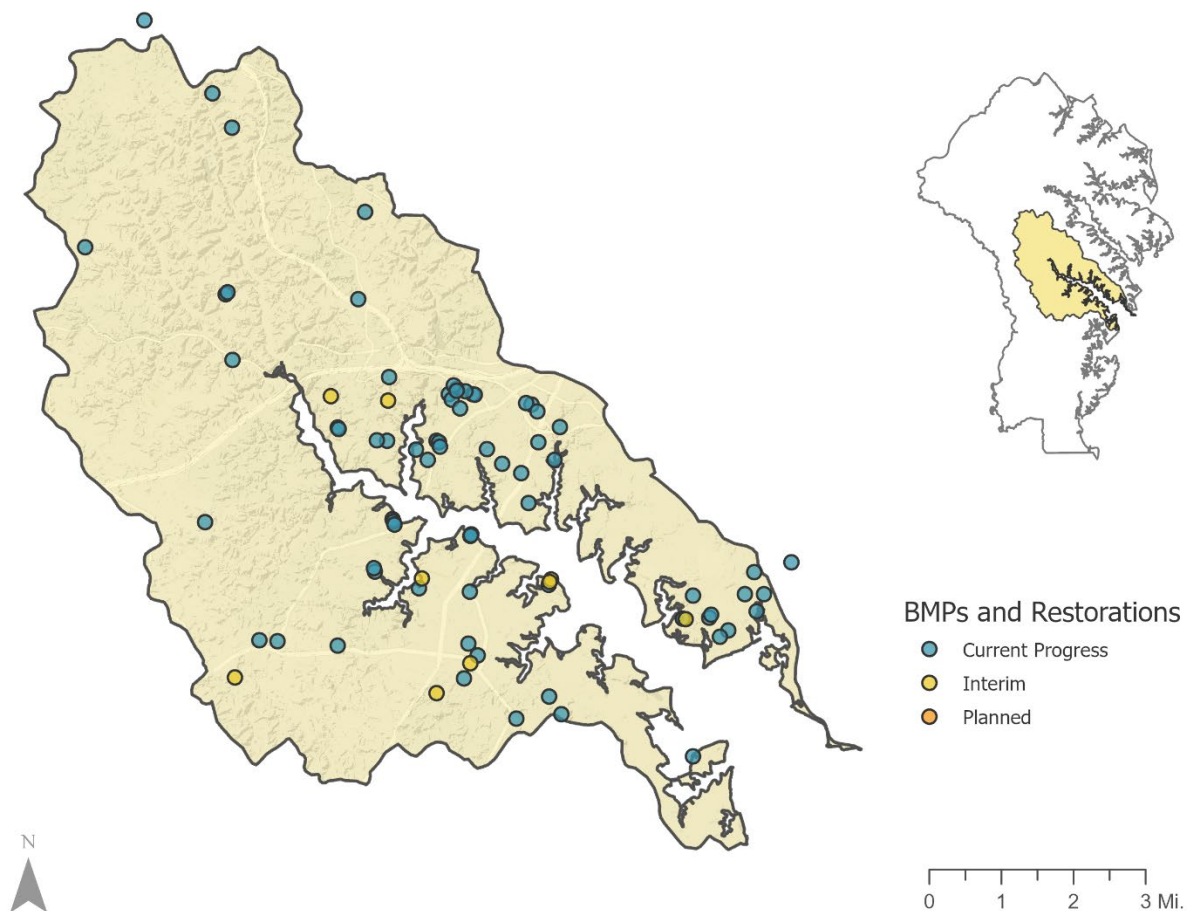 BMPs and Restorations
Current Progress
Interim
Planned
N
0 1 2 3 Mi.